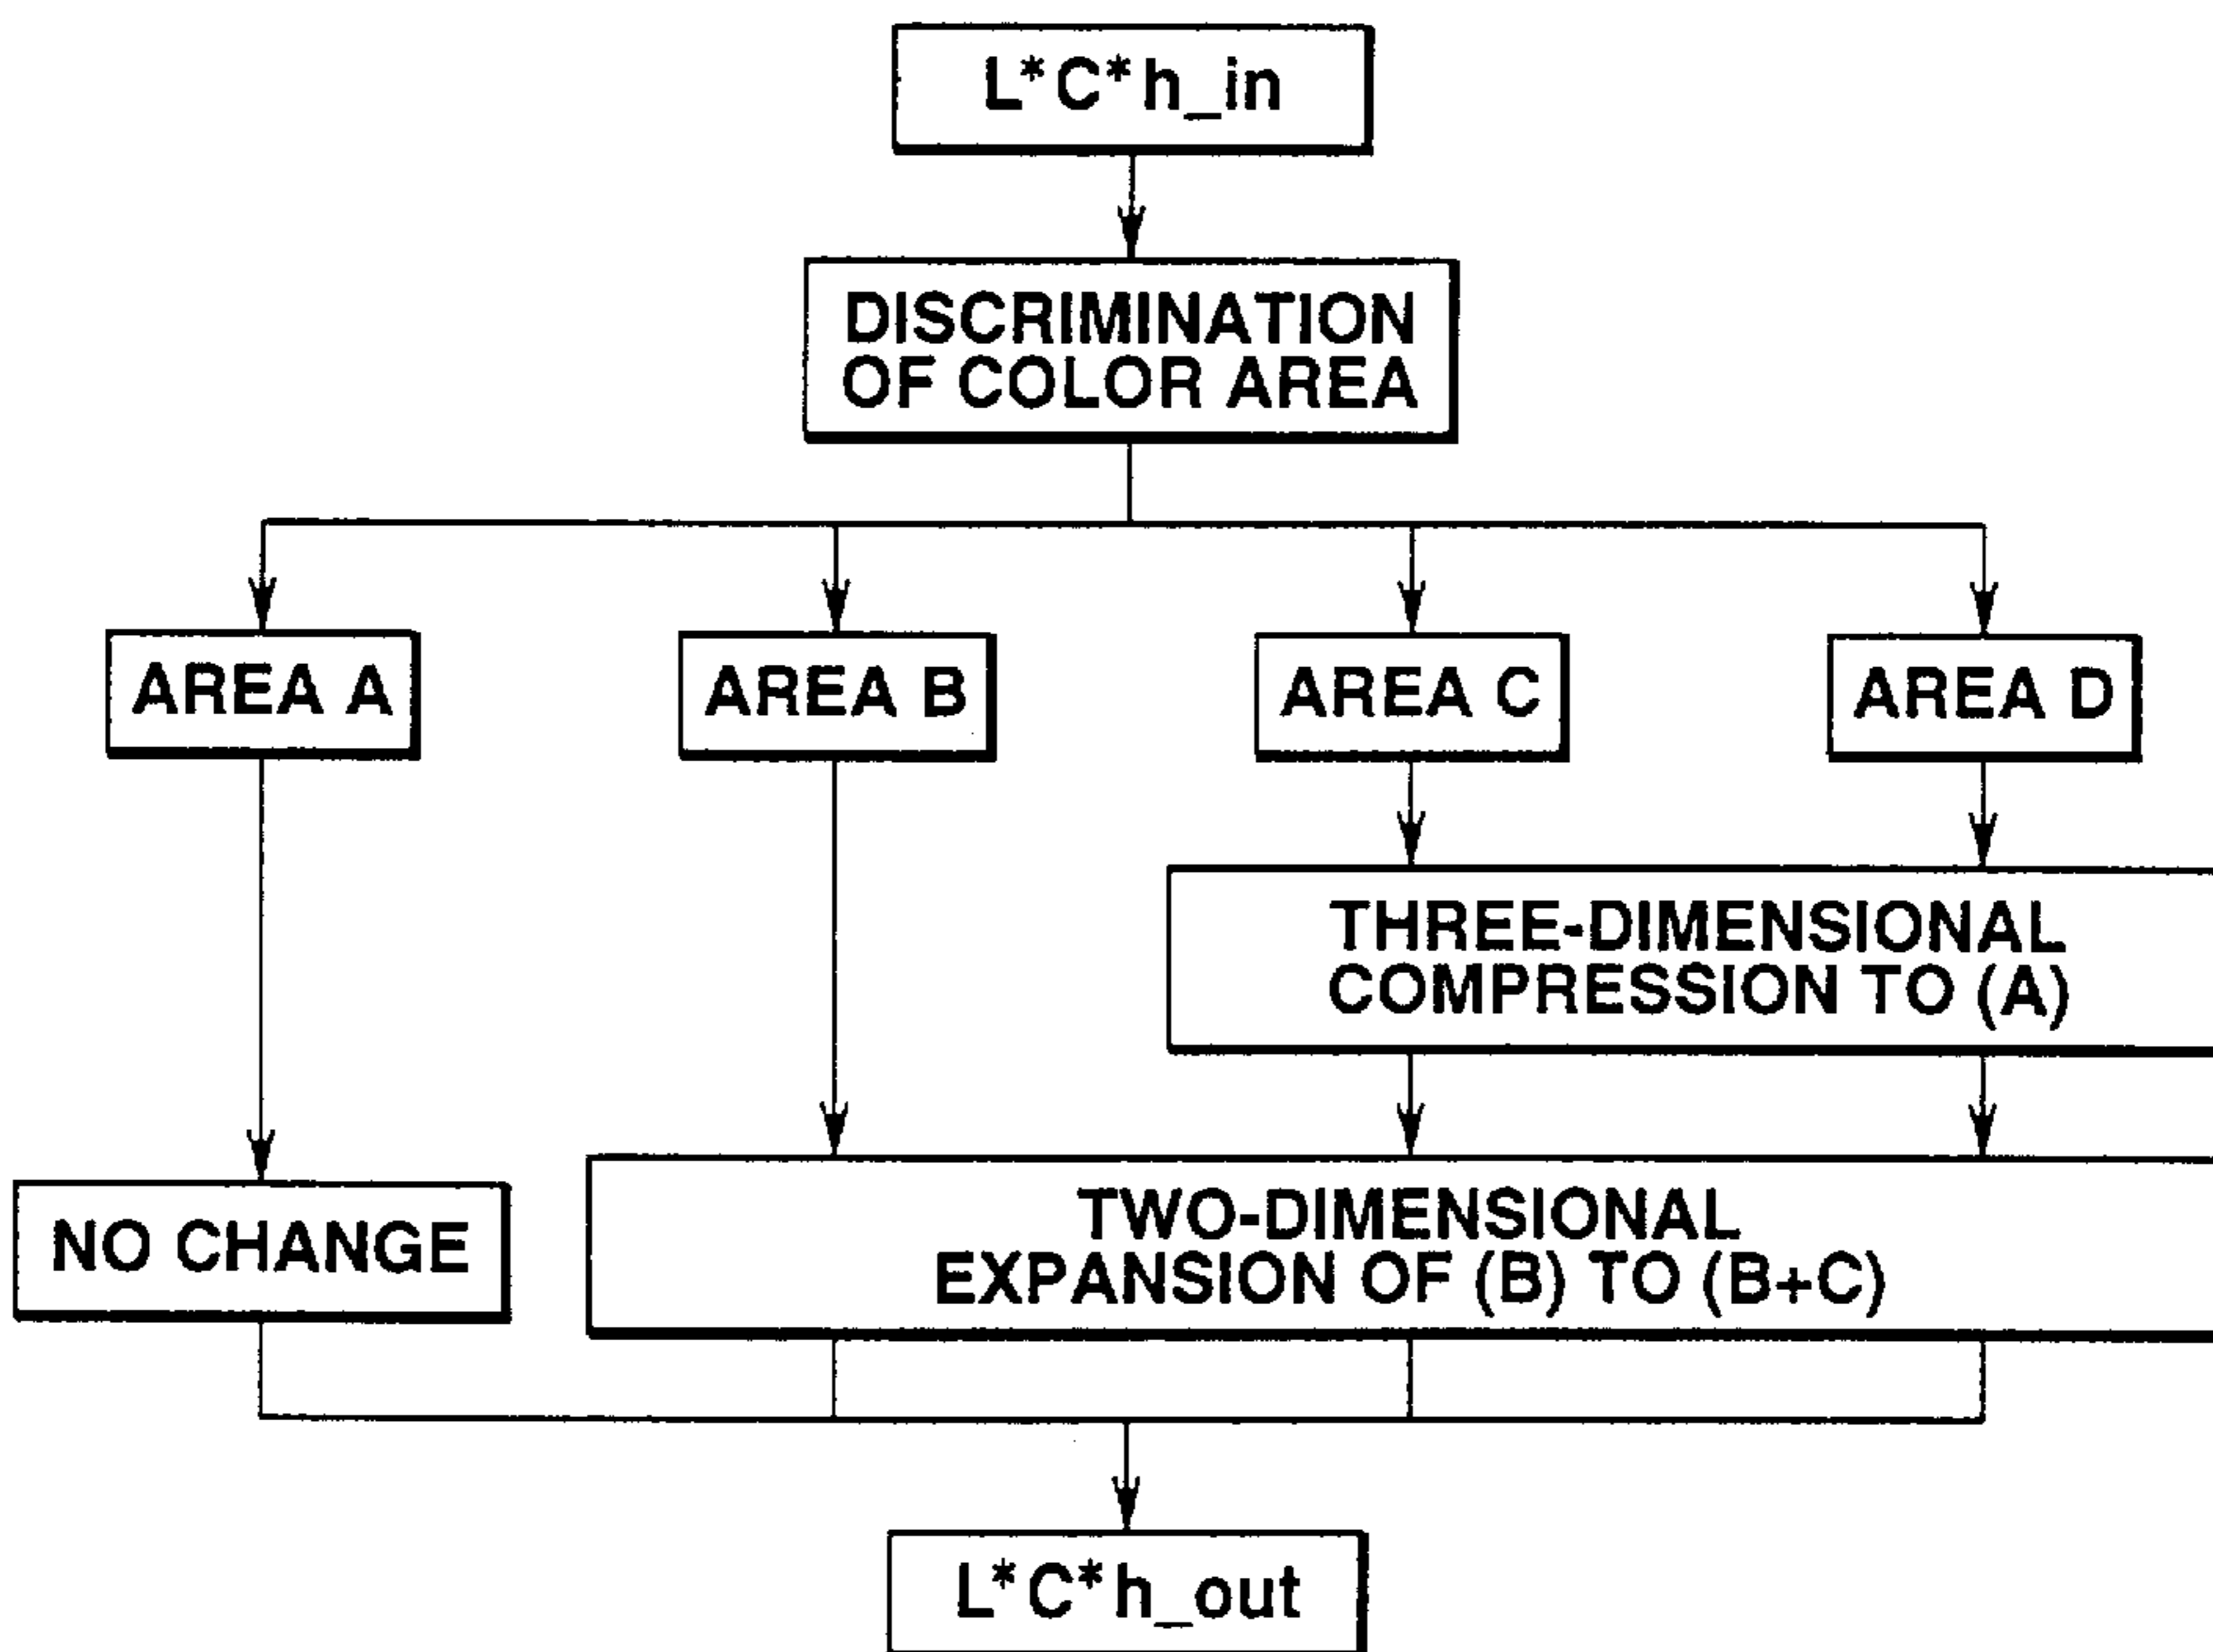 L*C*h_in
DISCRIMINATION
OF COLOR AREA
AREA A
AREA B
AREA C
AREA D
THREE-DIMENSIONAL
COMPRESSION TO (A)
NO CHANGE
TWO-DIMENSIONAL
EXPANSION OF (B) TO (B+C)
L*C*h_out